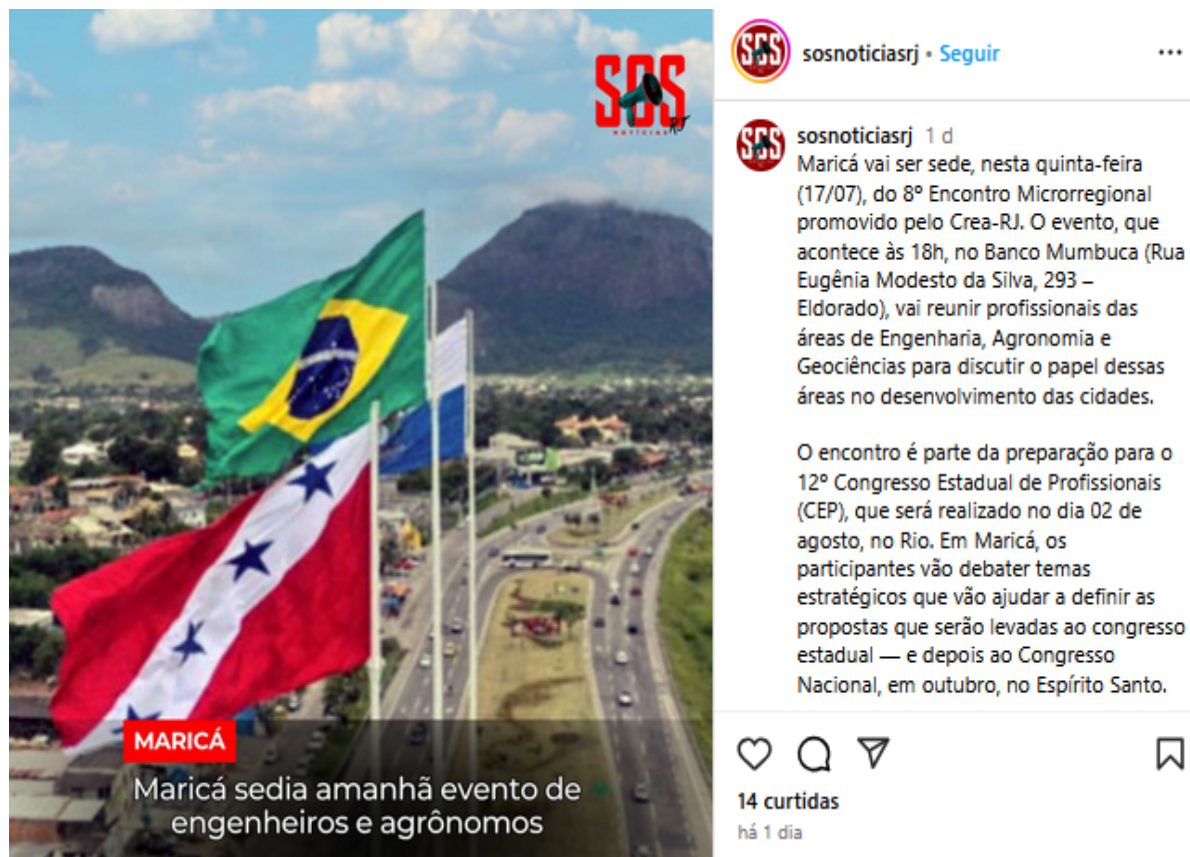 SOS
NOTÍCIAS RJ
MARICÁ
Maricá sedia amanhã evento de
engenheiros e agrônomos
SOS
sosnoticiasrj • Seguir
SOS
sosnoticiasrj 1 d
Maricá vai ser sede, nesta quinta-feira
(17/07), do 8º Encontro Microrregional
promovido pelo Crea-RJ. O evento, que
acontece às 18h, no Banco Mumbuca (Rua
Eugênia Modesto da Silva, 293 –
Eldorado), vai reunir profissionais das
áreas de Engenharia, Agronomia e
Geociências para discutir o papel dessas
áreas no desenvolvimento das cidades.
O encontro é parte da preparação para o
12º Congresso Estadual de Profissionais
(CEP), que será realizado no dia 02 de
agosto, no Rio. Em Maricá, os
participantes vão debater temas
estratégicos que vão ajudar a definir as
propostas que serão levadas ao congresso
estadual — e depois ao Congresso
Nacional, em outubro, no Espírito Santo.
14 curtidas
há 1 dia